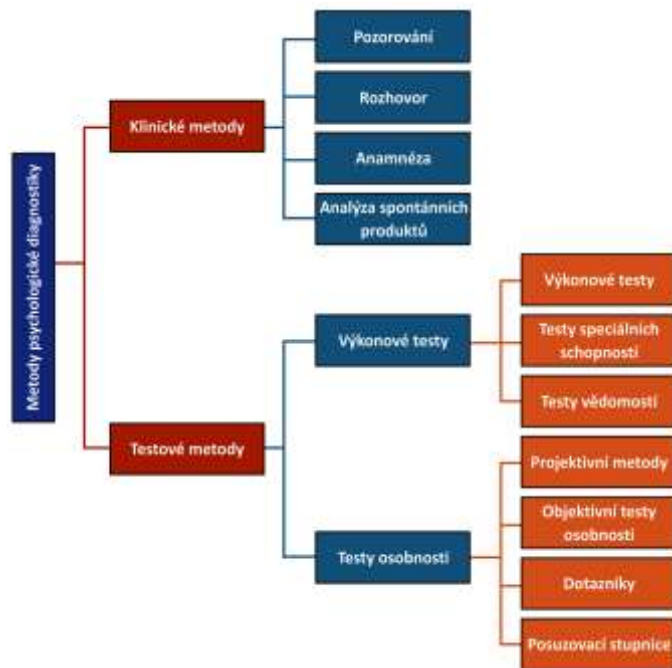 Metody psychologické diagnostiky
Klinické metody
Pozorování
Rozhovor
Anamnéza
Analýza spontánních
produktů
Testové metody
Výkonové testy
Výkonové testy
Testy speciálních
schopností
Testy vědomostí
Testy osobnosti
Projektivní metody
Objektivní testy
osobnosti
Dotazníky
Posuzovací stupnice